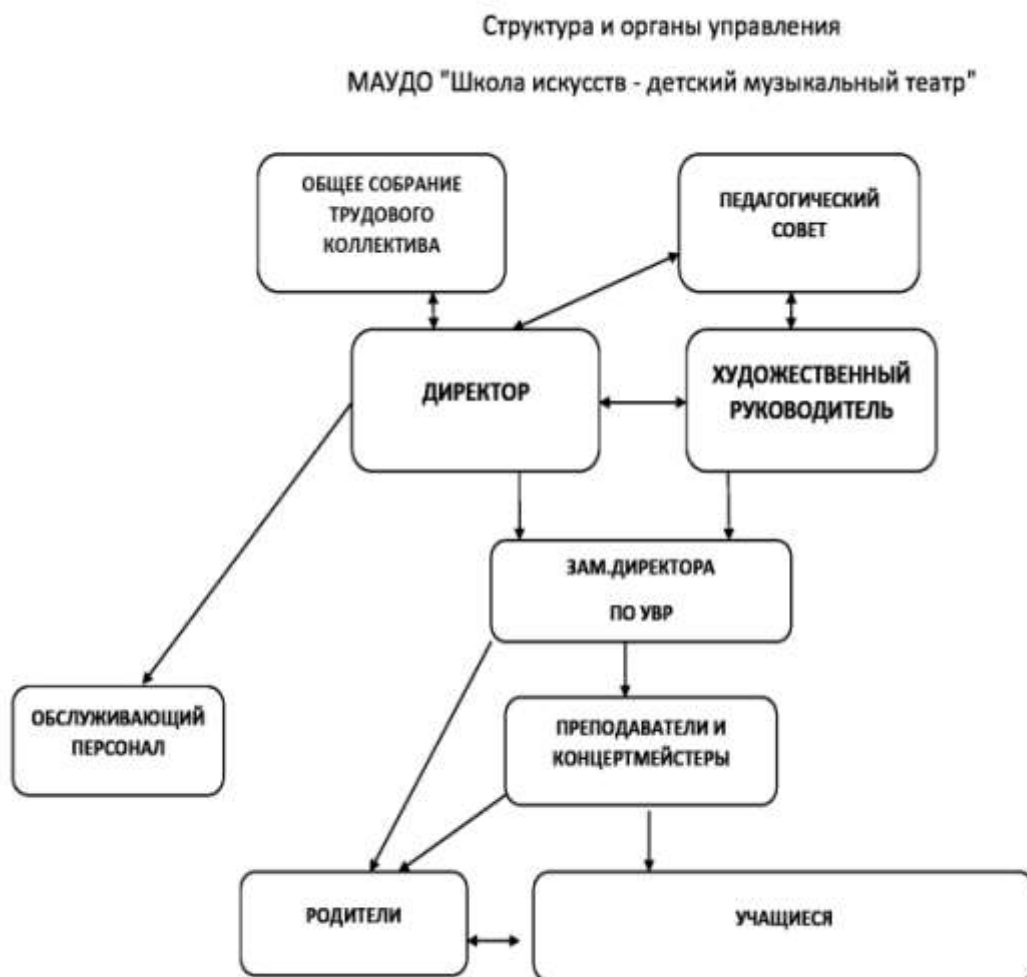 Структура и органы управления
МАУДО "Школа искусств - детский музыкальный театр"
ОБЩЕЕ СОБРАНИЕ
ТРУДОВОГО
КОЛЛЕКТИВА
ПЕДАГОГИЧЕСКИЙ
СОВЕТ
ДИРЕКТОР
ХУДОЖЕСТВЕННЫЙ
РУКОВОДИТЕЛЬ
ЗАМ.ДИРЕКТОРА
ПО УВР
ОБСЛУЖИВАЮЩИЙ
ПЕРСОНАЛ
ПРЕПОДАВАТЕЛИ И
КОНЦЕРТМЕЙСТЕРЫ
РОДИТЕЛИ
УЧАЩИЕСЯ